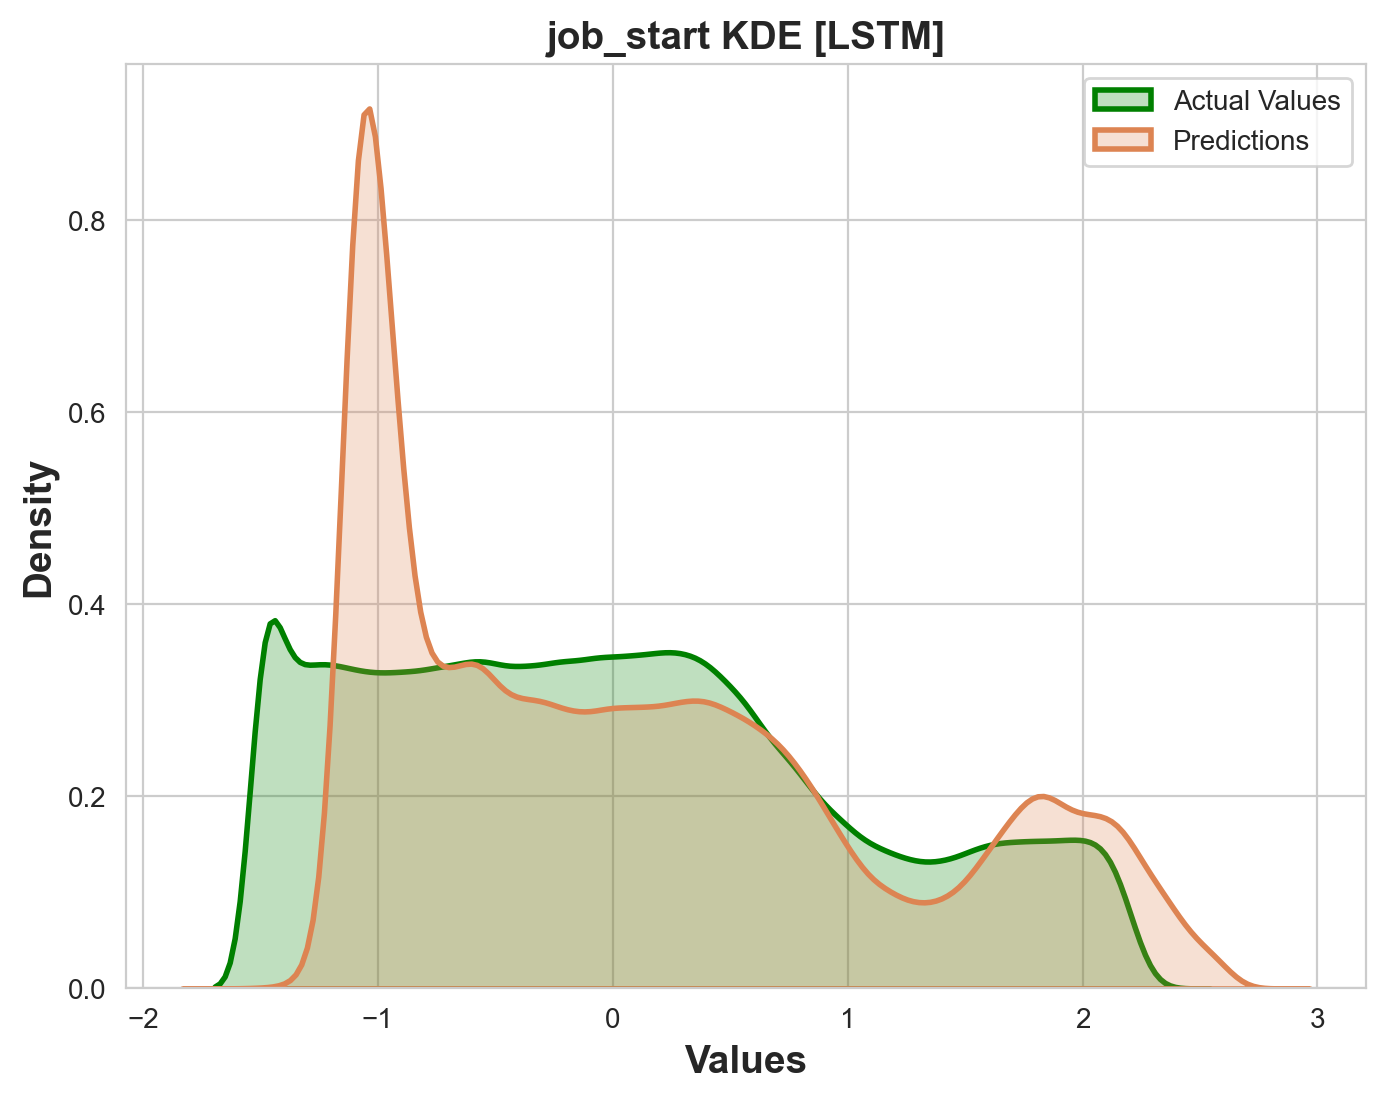 job_start KDE [LSTM]
Actual Values
Predictions
Density
0.8
0.6
0.4
0.2
0.0
−2
−1
0
1
2
3
Values